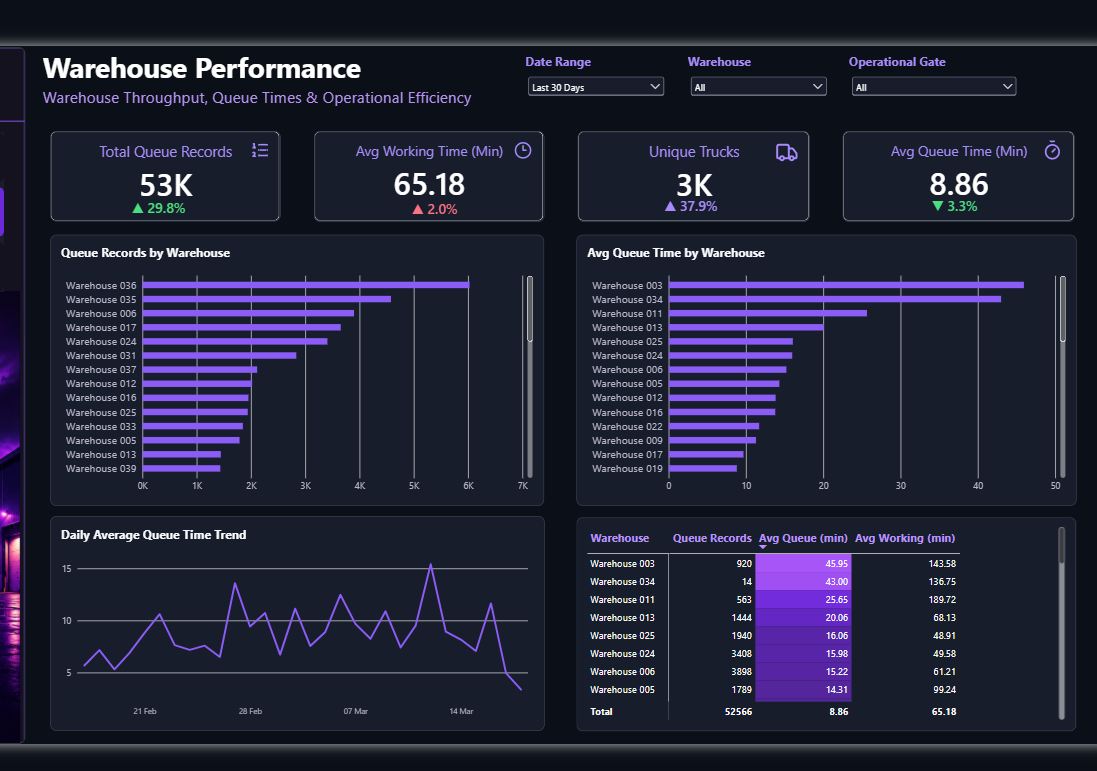 Warehouse Performance
Warehouse Throughput, Queue Times & Operational Efficiency
Date Range
Last 30 Days
Warehouse
All
Operational Gate
All
Total Queue Records
53K
▲ 29.8%
Avg Working Time (Min)
65.18
▲ 2.0%
Unique Trucks
3K
▲ 37.9%
Avg Queue Time (Min)
8.86
▼ 3.3%
Queue Records by Warehouse
Warehouse 036
Warehouse 035
Warehouse 006
Warehouse 017
Warehouse 024
Warehouse 031
Warehouse 037
Warehouse 012
Warehouse 016
Warehouse 025
Warehouse 033
Warehouse 005
Warehouse 013
Warehouse 039
0K 1K 2K 3K 4K 5K 6K 7K
Avg Queue Time by Warehouse
Warehouse 003
Warehouse 034
Warehouse 011
Warehouse 013
Warehouse 025
Warehouse 024
Warehouse 006
Warehouse 005
Warehouse 012
Warehouse 016
Warehouse 022
Warehouse 009
Warehouse 017
Warehouse 019
0 10 20 30 40 50
Daily Average Queue Time Trend
15
10
5
21 Feb 28 Feb 07 Mar 14 Mar
Warehouse Queue Records Avg Queue (min) Avg Working (min)
Warehouse 003 920 45.95 143.58
Warehouse 034 14 43.00 136.75
Warehouse 011 563 25.65 189.72
Warehouse 013 1444 20.06 68.13
Warehouse 025 1940 16.06 48.91
Warehouse 024 3408 15.98 49.58
Warehouse 006 3898 15.22 61.21
Warehouse 005 1789 14.31 99.24
Total 52566 8.86 65.18